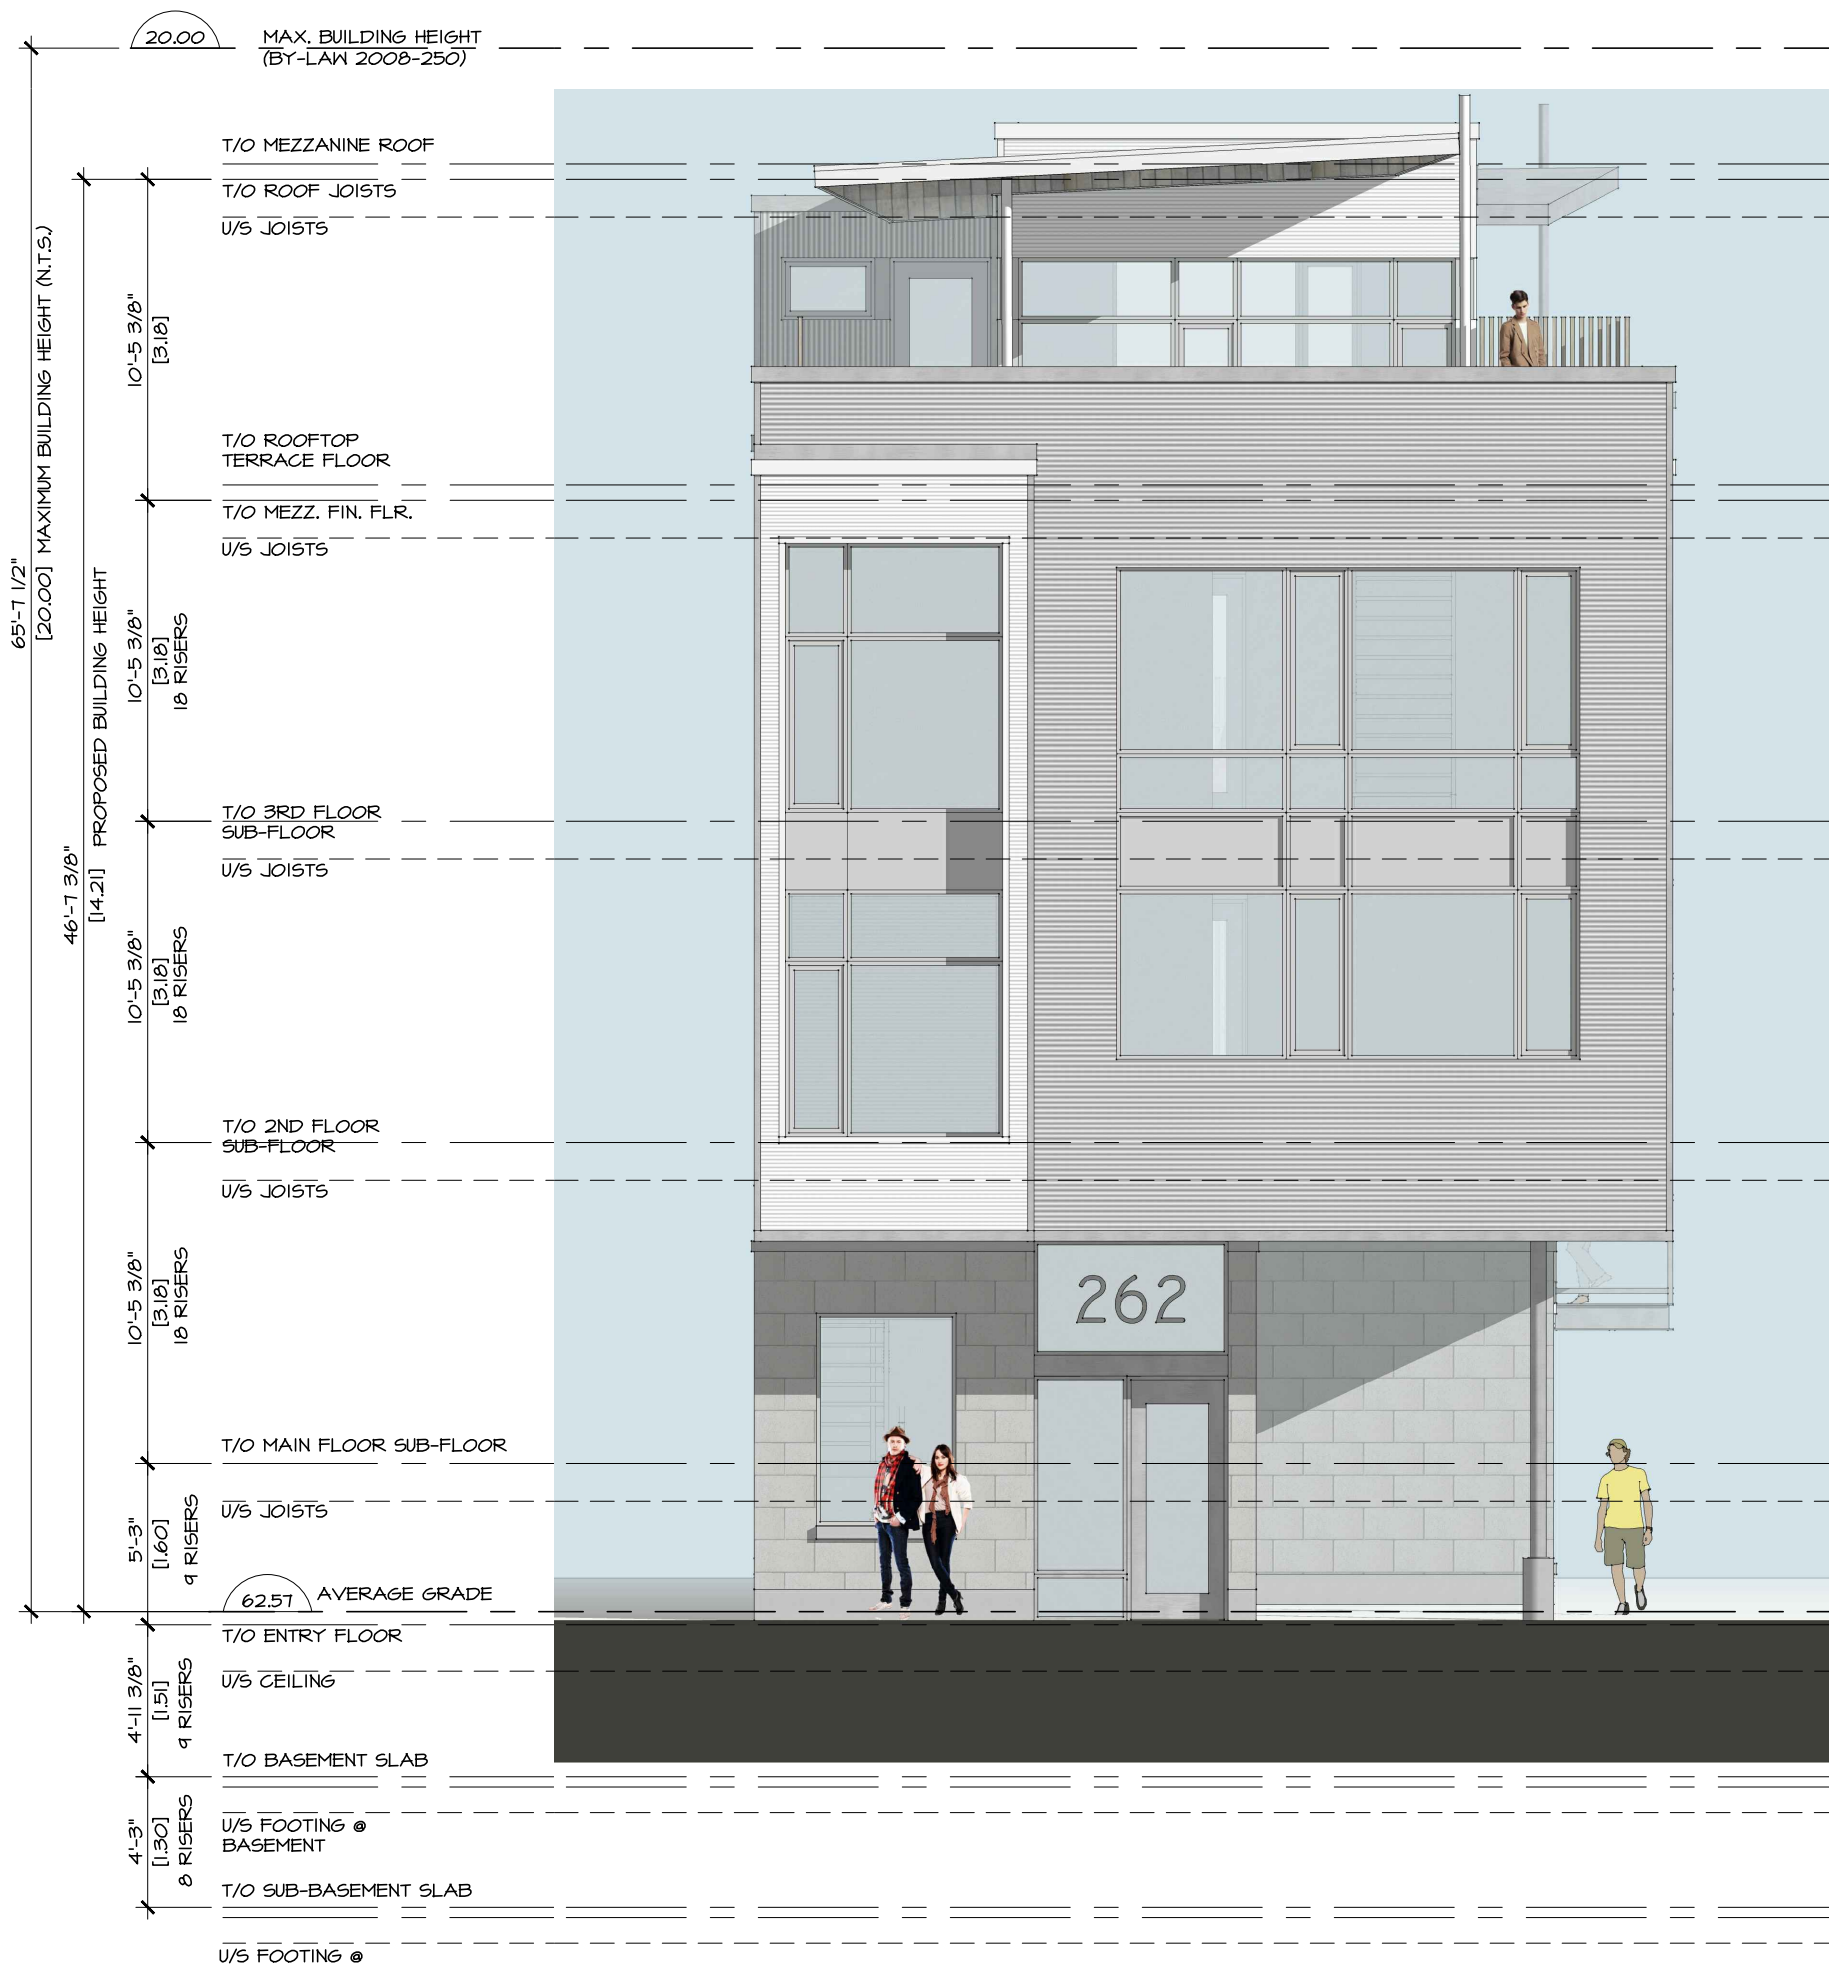 20.00
MAX. BUILDING HEIGHT
(BY-LAW 2008-250)
T/O MEZZANINE ROOF
T/O ROOF JOISTS
U/S JOISTS
10'-5 3/8"
[3.18]
65'-7 1/2"
[20.00] MAXIMUM BUILDING HEIGHT (N.T.S.)
46'-7 3/8"
[14.21] PROPOSED BUILDING HEIGHT
T/O ROOFTOP
TERRACE FLOOR
T/O MEZZ. FIN. FLR.
U/S JOISTS
10'-5 3/8"
[3.18]
18 RISERS
T/O 3RD FLOOR
SUB-FLOOR
U/S JOISTS
10'-5 3/8"
[3.18]
18 RISERS
T/O 2ND FLOOR
SUB-FLOOR
U/S JOISTS
10'-5 3/8"
[3.18]
18 RISERS
262
T/O MAIN FLOOR SUB-FLOOR
U/S JOISTS
5'-3"
[1.60]
9 RISERS
62.57
AVERAGE GRADE
T/O ENTRY FLOOR
U/S CEILING
4'-11 3/8"
[1.51]
9 RISERS
T/O BASEMENT SLAB
U/S FOOTING @
BASEMENT
4'-3"
[1.30]
8 RISERS
T/O SUB-BASEMENT SLAB
U/S FOOTING @